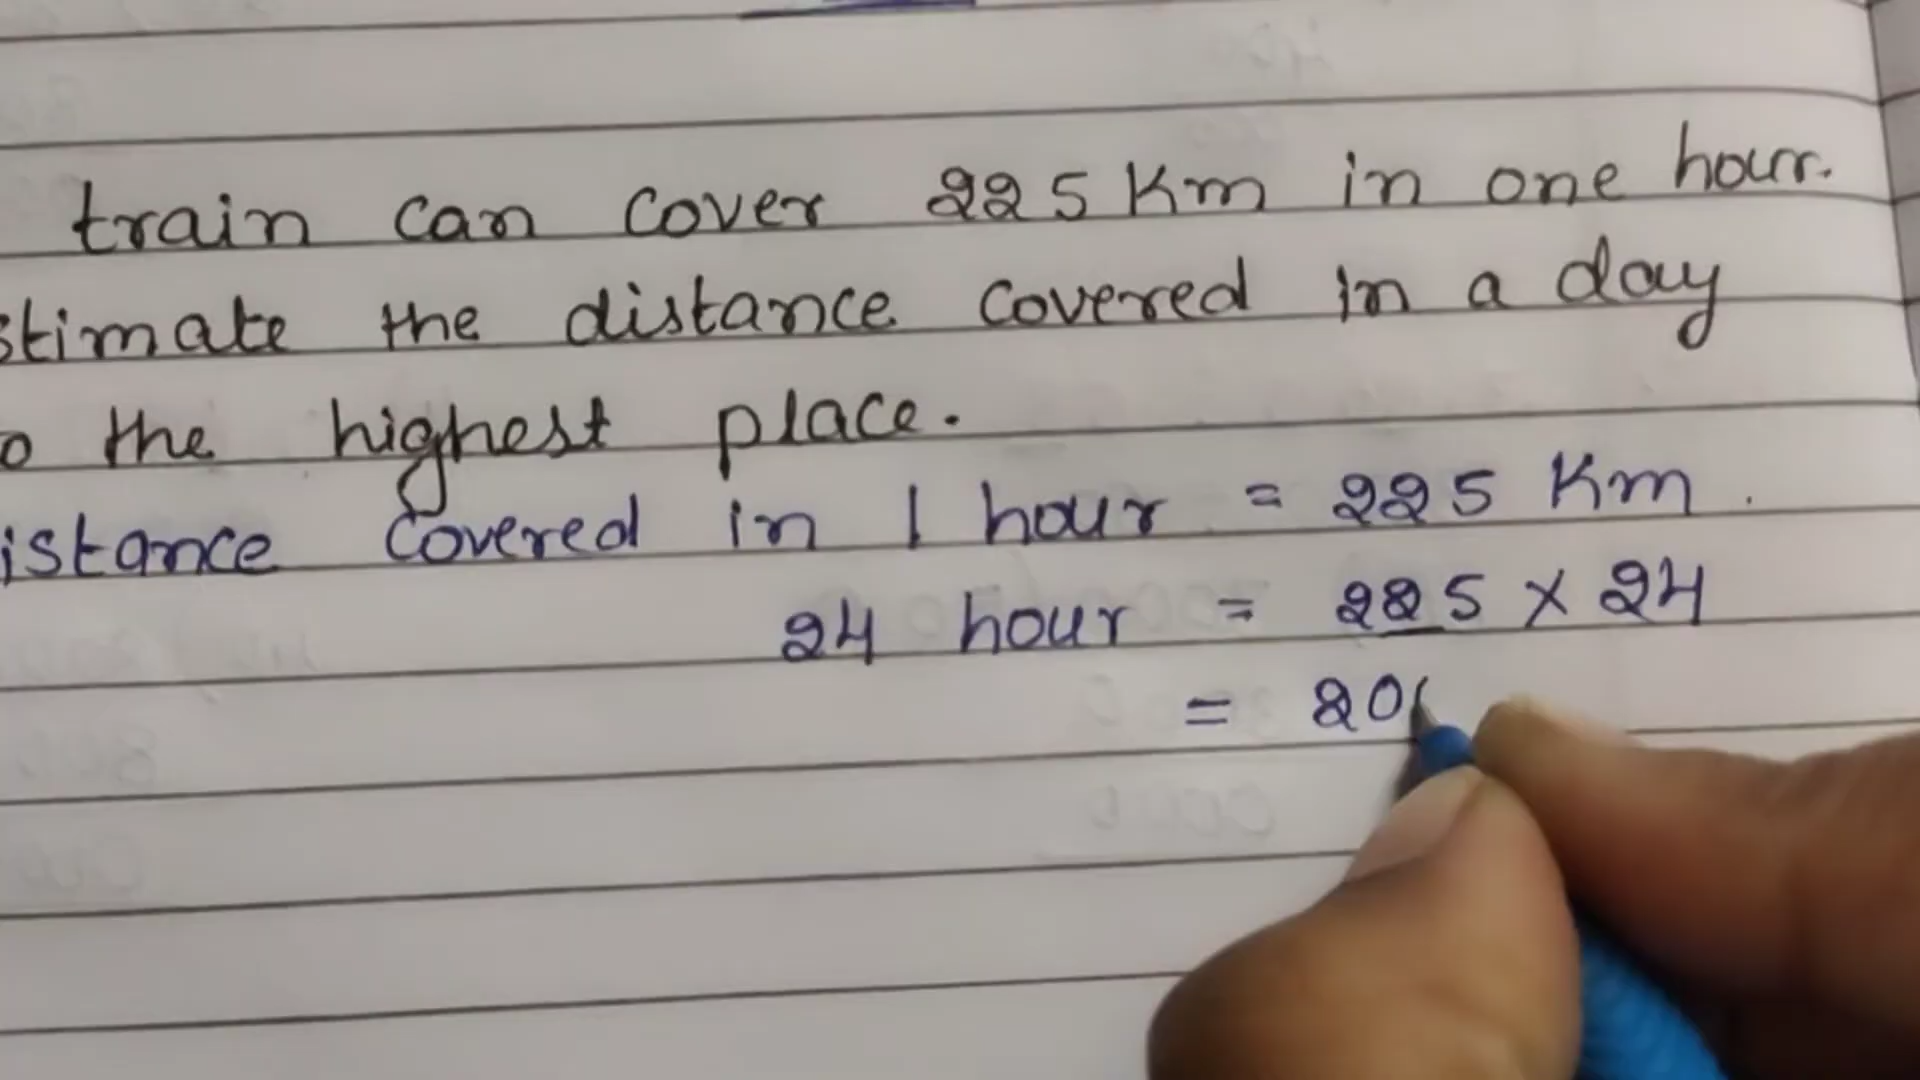 train can cover 225 Km in one hour.
stimate the distance covered in a day
o the highest place.
istance covered in 1 hour = 225 Km.
24 hour = 225 × 24
= 20